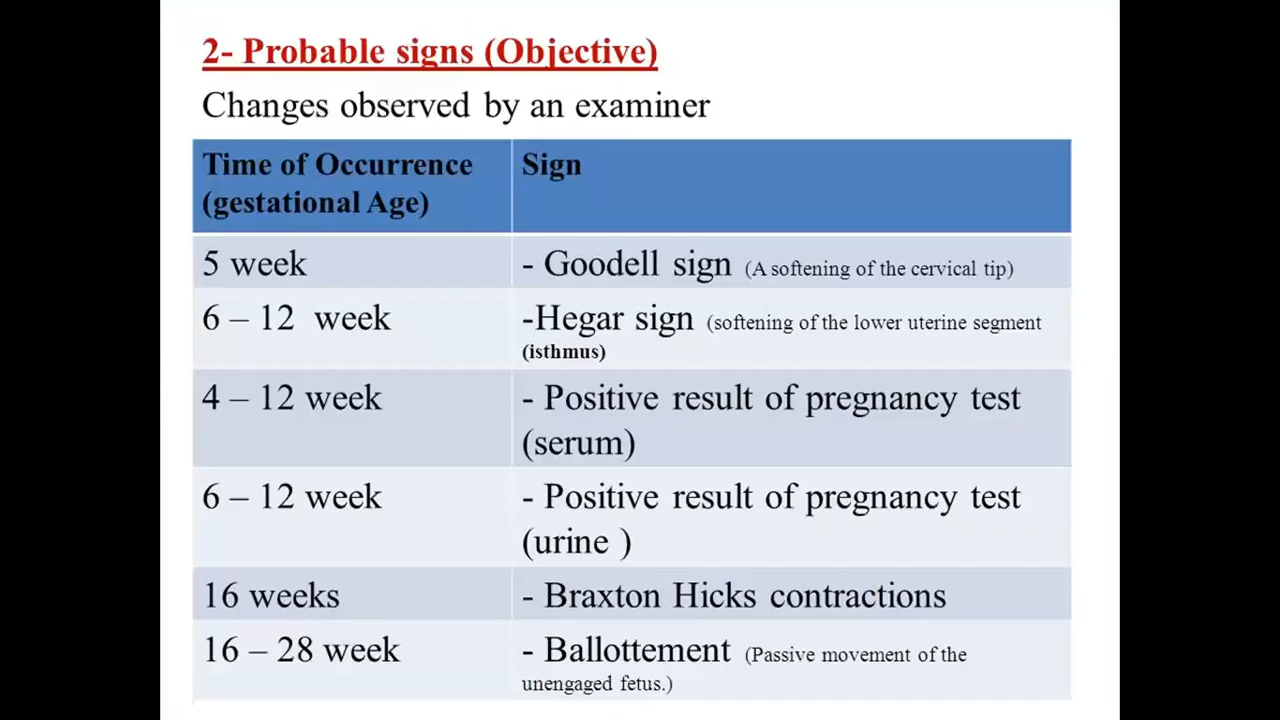 2- Probable signs (Objective)
Changes observed by an examiner
Time of Occurrence
(gestational Age)
Sign
5 week
- Goodell sign (A softening of the cervical tip)
6 – 12 week
-Hegar sign (softening of the lower uterine segment
(isthmus)
4 – 12 week
- Positive result of pregnancy test
(serum)
6 – 12 week
- Positive result of pregnancy test
(urine )
16 weeks
- Braxton Hicks contractions
16 – 28 week
- Ballottement (Passive movement of the
unengaged fetus.)